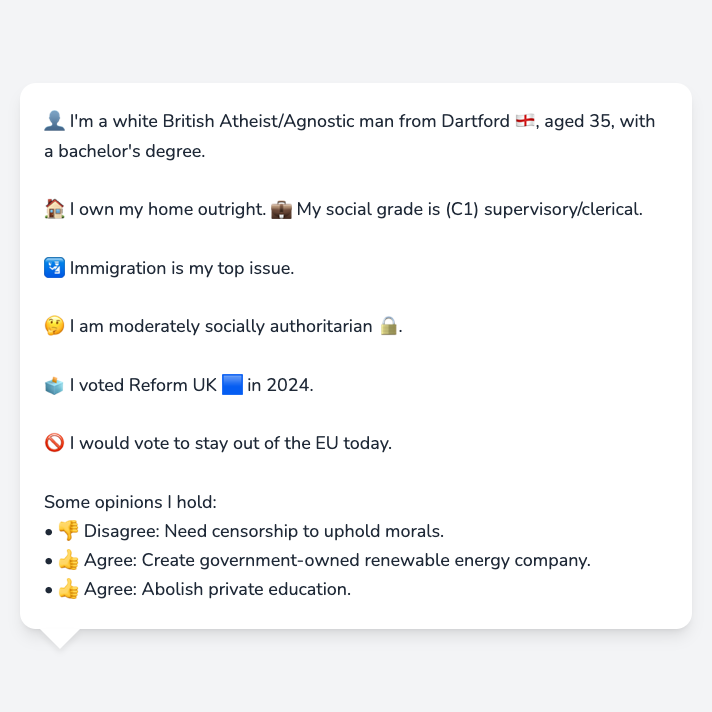 👤 I'm a white British Atheist/Agnostic man from Dartford 🏴󠁧󠁢󠁥󠁮󠁧󠁿, aged 35, with
a bachelor's degree.
🏠 I own my home outright. 💼 My social grade is (C1) supervisory/clerical.
🛂 Immigration is my top issue.
🤔 I am moderately socially authoritarian 🔒.
🗳️ I voted Reform UK 🟦 in 2024.
🚫 I would vote to stay out of the EU today.
Some opinions I hold:
• 👎 Disagree: Need censorship to uphold morals.
• 👍 Agree: Create government-owned renewable energy company.
• 👍 Agree: Abolish private education.